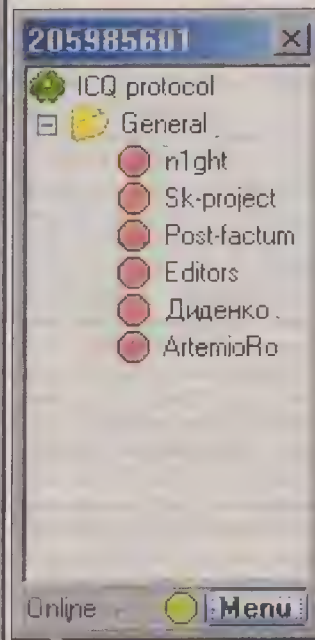 205985601
ICQ protocol
General
n1ght
Sk-project
Post-factum
Editors
Диденко
ArtemioRo
Online
Menu